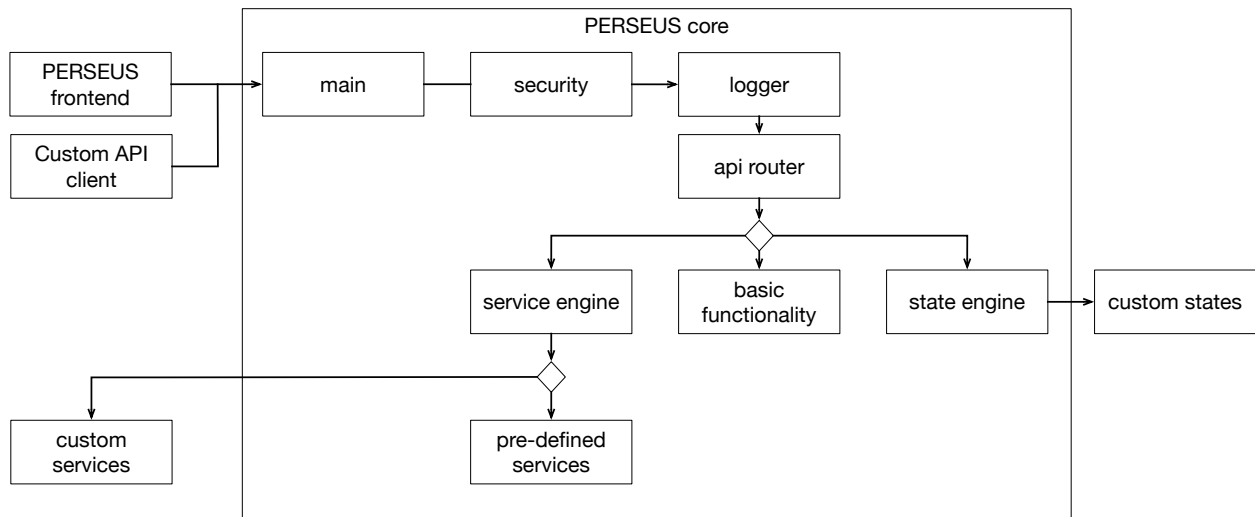 PERSEUS core
PERSEUS
frontend
main
security
logger
Custom API
client
api router
service engine
basic
functionality
state engine
custom states
custom
services
pre-defined
services